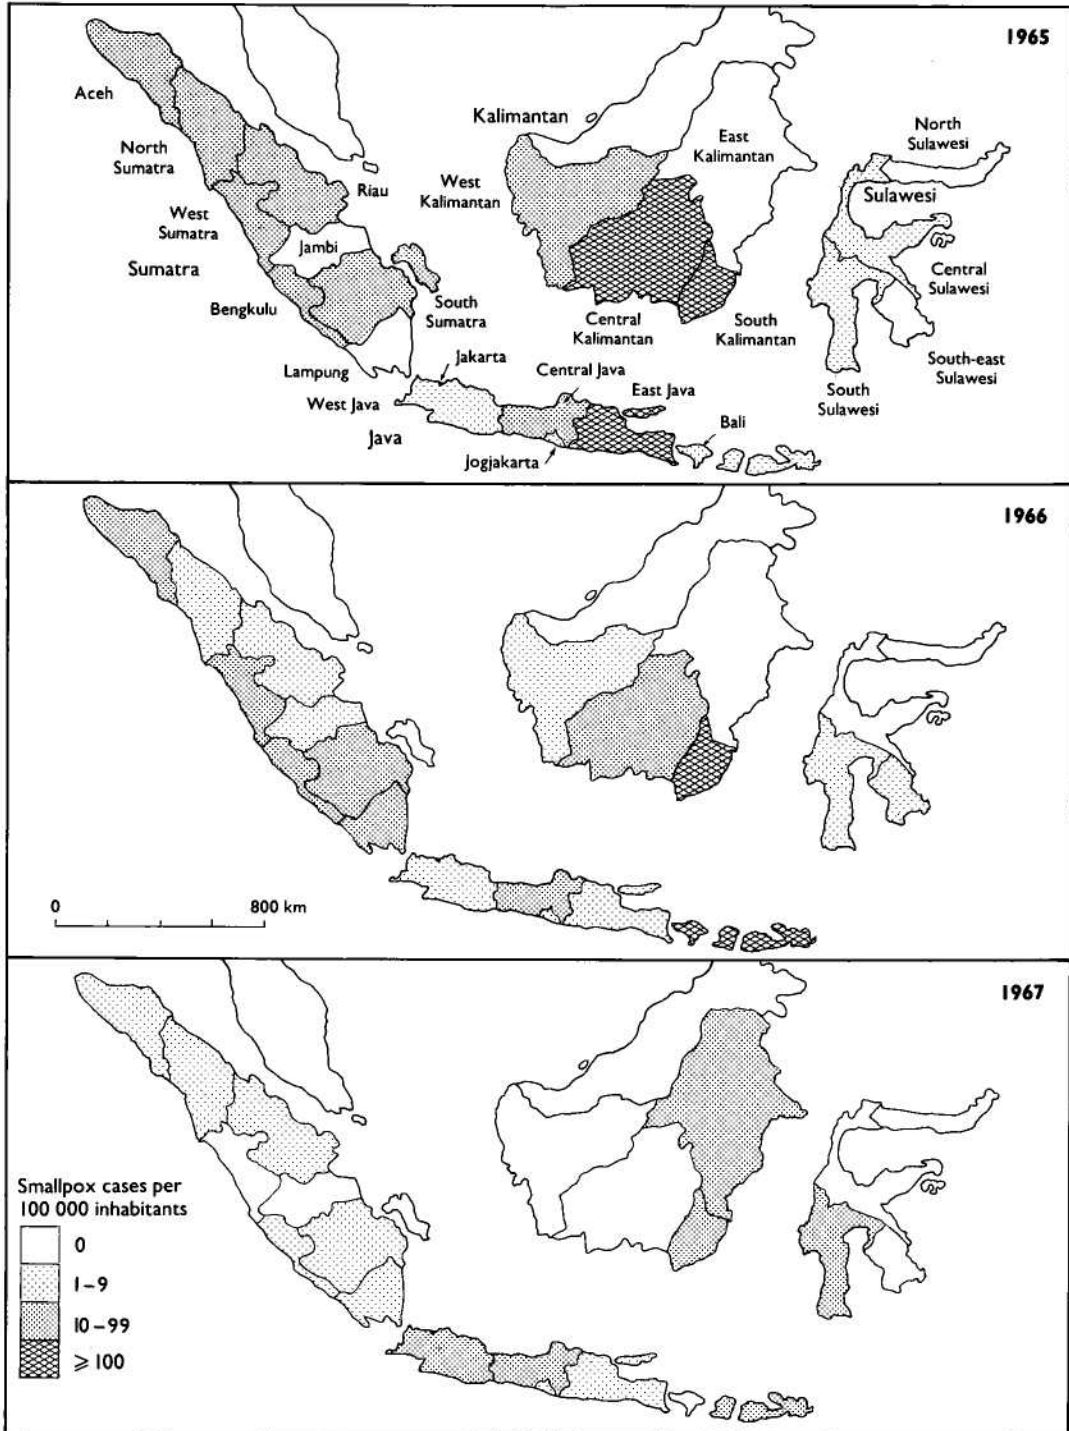 1965
Aceh
North
Sumatra
West
Sumatra
Sumatra
Riau
Jambi
Bengkulu
South
Sumatra
Lampung
Jakarta
West Java
Java
Central Java
Jogjakarta
East Java
Bali
Kalimantan
West
Kalimantan
East
Kalimantan
Central
Kalimantan
South
Kalimantan
North
Sulawesi
Sulawesi
Central
Sulawesi
South-east
Sulawesi
South
Sulawesi
1966
0 800 km
1967
Smallpox cases per
100 000 inhabitants
0
1–9
10–99
⩾ 100